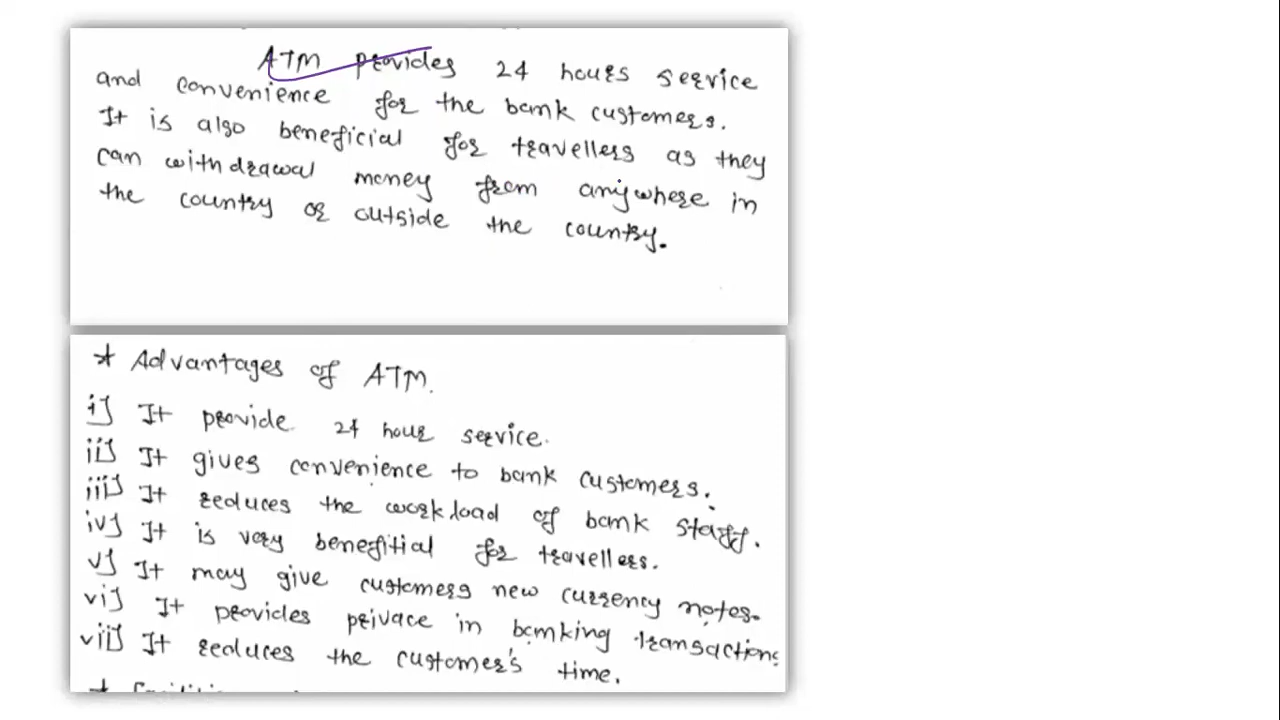 ATM provides 24 hours service
and convenience for the bank customers.
It is also beneficial for travellers as they
can withdrawal money from anywhere in
the country or outside the country.
* Advantages of ATM.
i] It provide 24 hour service.
ii] It gives convenience to bank customers.
iii] It reduces the work load of bank staff.
iv] It is very benefitial for travellers.
v] It may give customers new currency notes.
vi] It provides privace in banking transactions
vii] It reduces the customer's time.